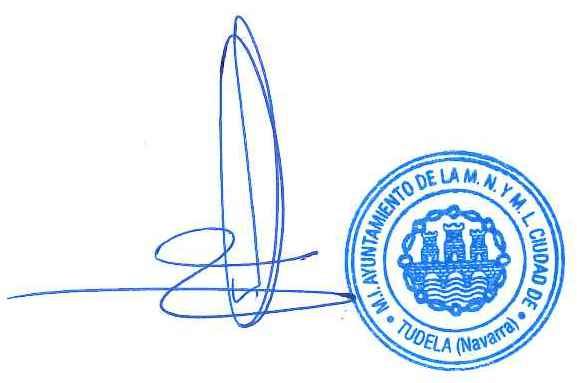 M.I. AYUNTAMIENTO DE LA M. N. Y M. L. CIUDAD DE
• TUDELA (Navarra) •